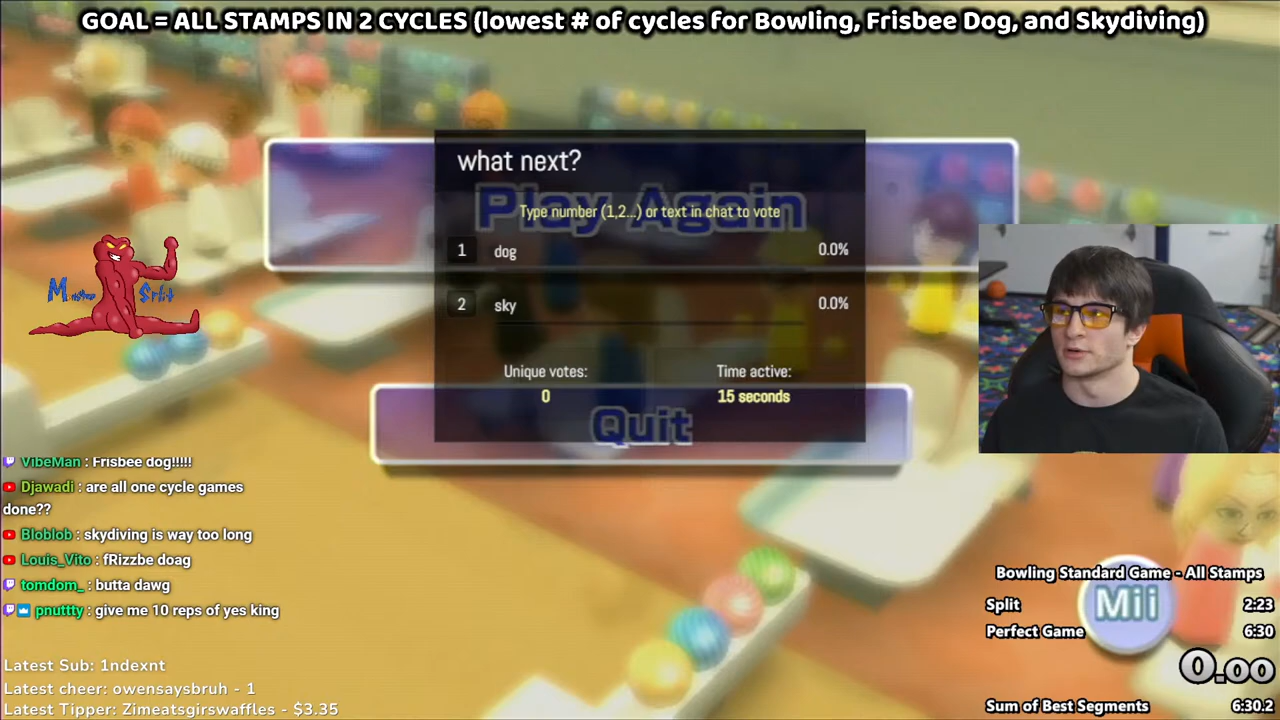 GOAL = ALL STAMPS IN 2 CYCLES (lowest # of cycles for Bowling, Frisbee Dog, and Skydiving)
what next?
Play Again
Type number (1,2...) or text in chat to vote
1 dog 0.0%
2 sky 0.0%
Unique votes: Time active:
0 15 seconds
Quit
Master Split
VibeMan : Frisbee dog!!!!!
Djawadi : are all one cycle games
done??
Bloblob : skydiving is way too long
Louis_Vito : fRizzbe doag
tomdom_ : butta dawg
pnuttty : give me 10 reps of yes king
Latest Sub: 1ndexnt
Latest cheer: owensaysbruh - 1
Latest Tipper: Zimeatsgirswaffles - $3.35
Bowling Standard Game - All Stamps
Mii
Split 2:23
Perfect Game 6:30
0.00
Sum of Best Segments 6:30.2